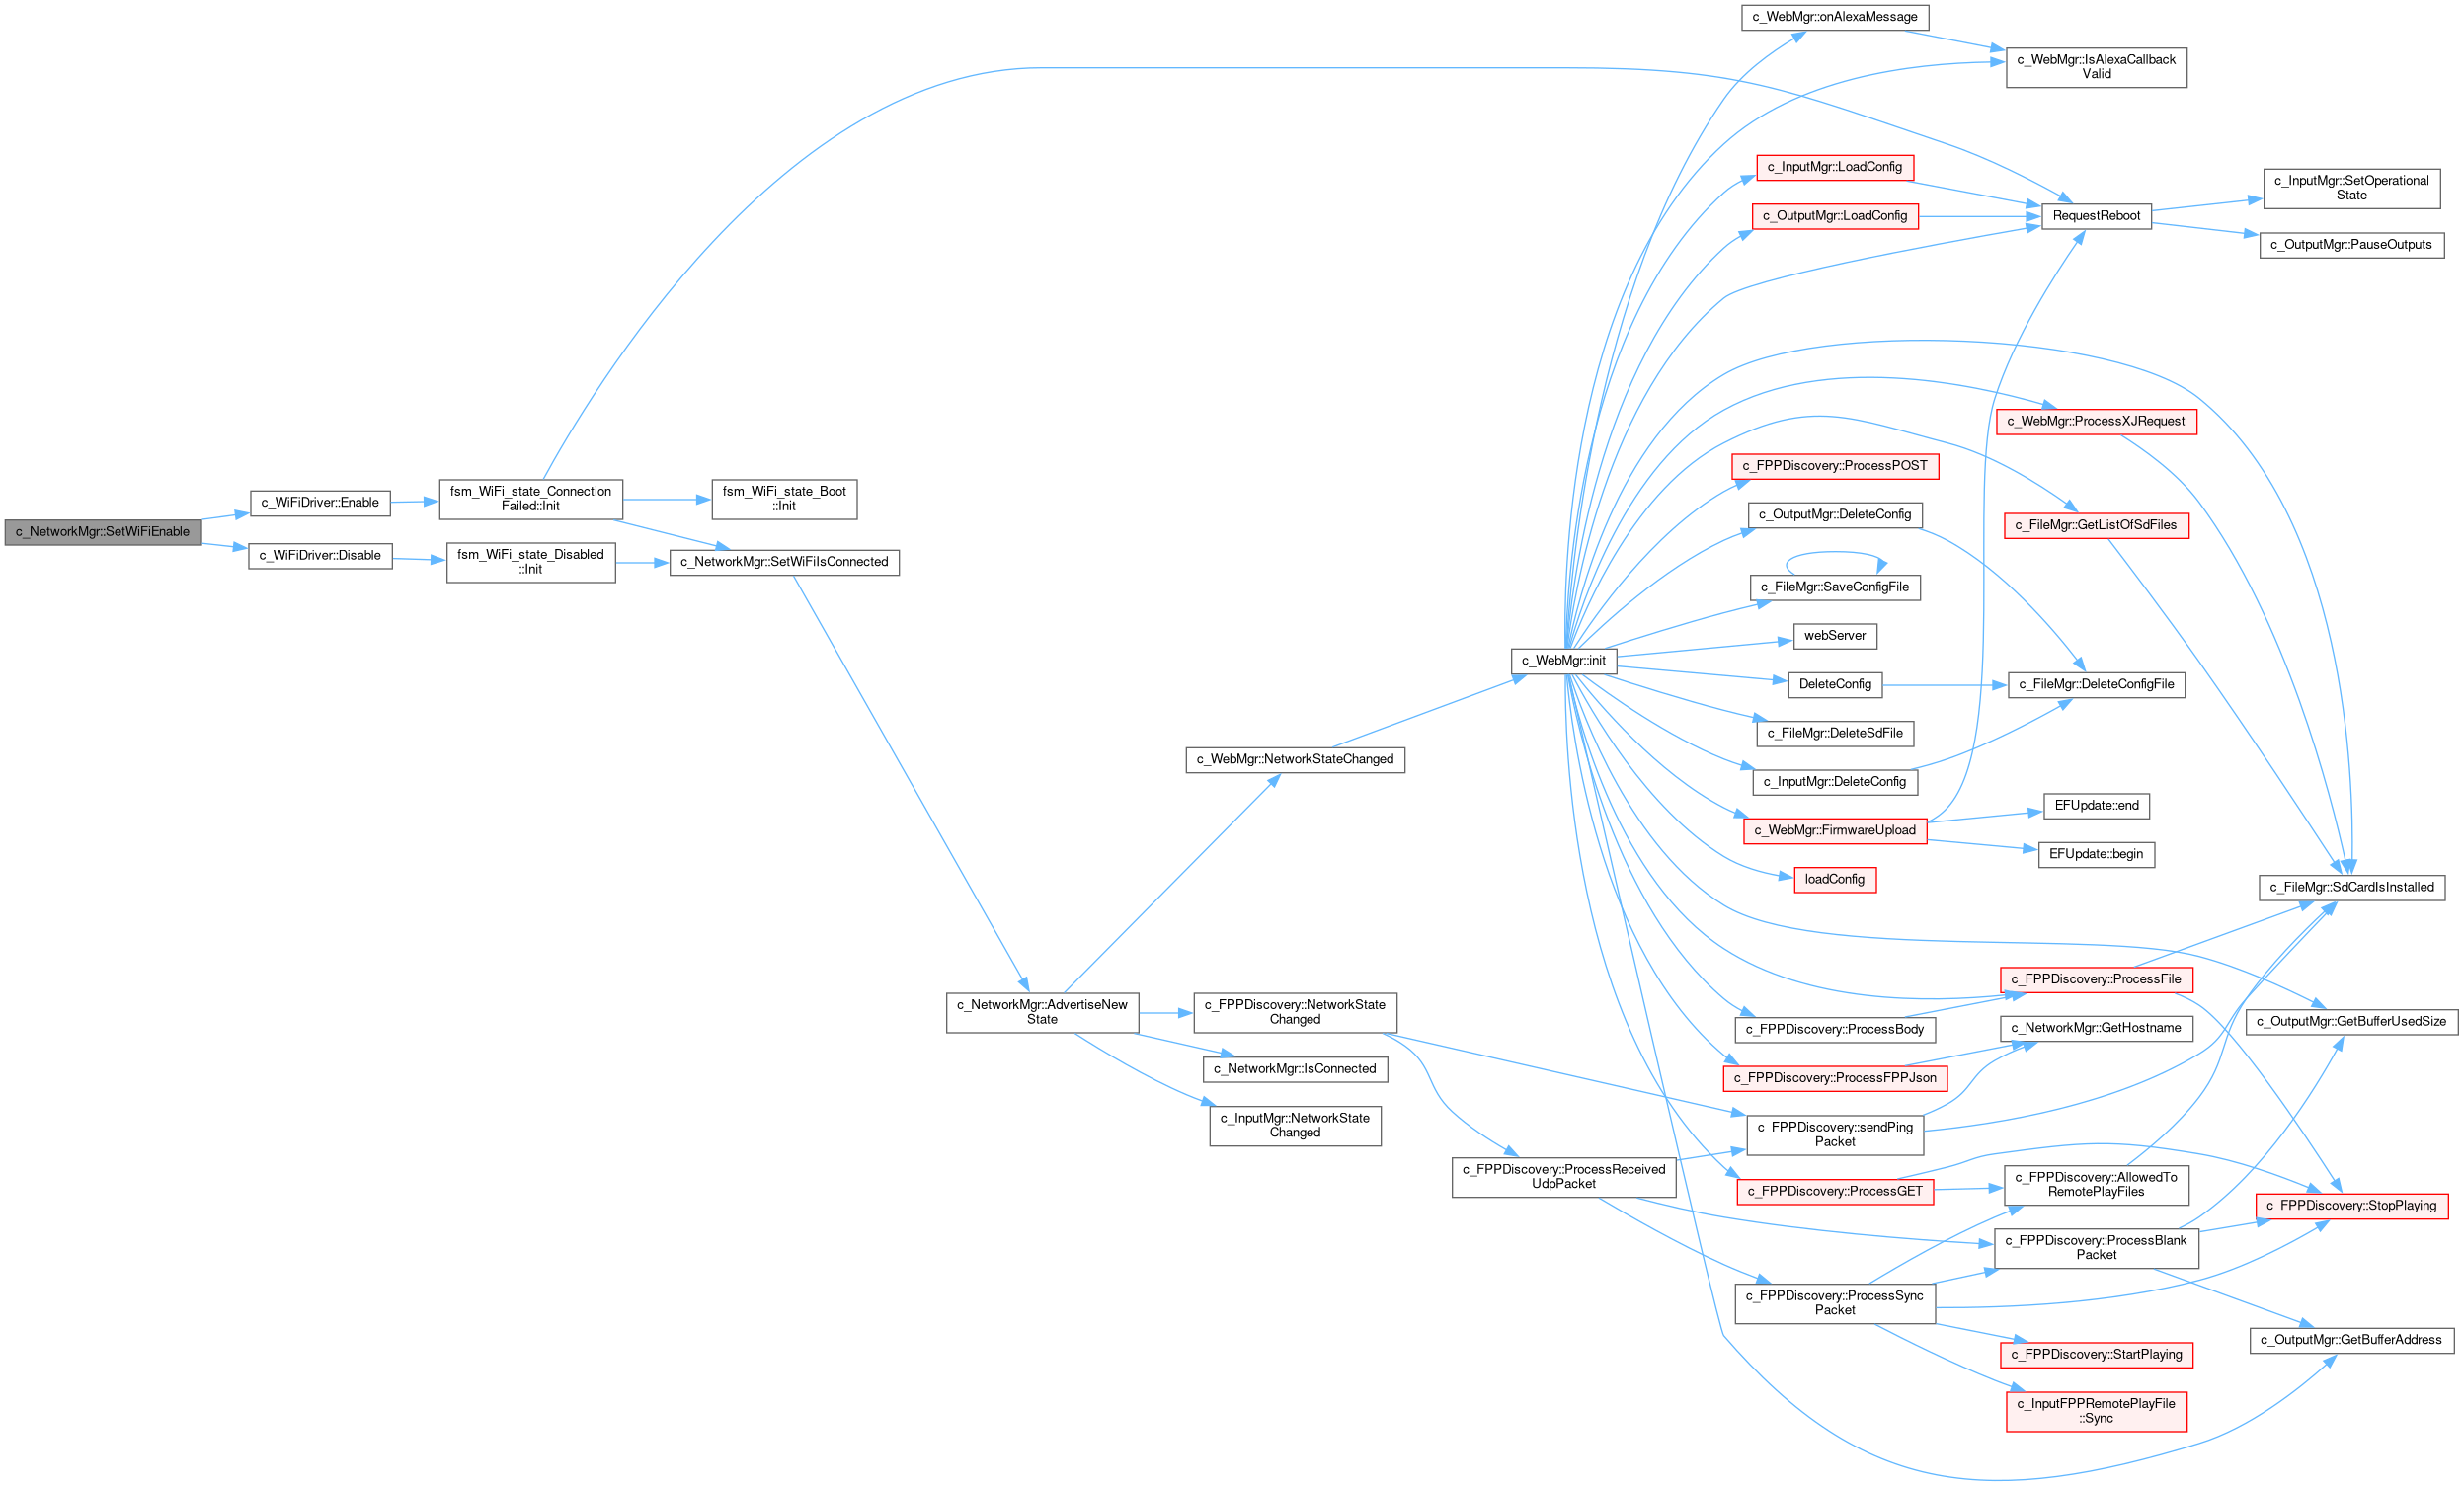 c_NetworkMgr::SetWiFiEnable
c_WiFiDriver::Enable
c_WiFiDriver::Disable
fsm_WiFi_state_Connection
Failed::Init
fsm_WiFi_state_Disabled
::Init
fsm_WiFi_state_Boot
::Init
c_NetworkMgr::SetWiFiIsConnected
c_NetworkMgr::AdvertiseNew
State
c_WebMgr::NetworkStateChanged
c_FPPDiscovery::NetworkState
Changed
c_NetworkMgr::IsConnected
c_InputMgr::NetworkState
Changed
c_WebMgr::init
c_FPPDiscovery::ProcessReceived
UdpPacket
c_WebMgr::onAlexaMessage
c_InputMgr::LoadConfig
c_OutputMgr::LoadConfig
c_FPPDiscovery::ProcessPOST
c_OutputMgr::DeleteConfig
c_FileMgr::SaveConfigFile
webServer
DeleteConfig
c_FileMgr::DeleteSdFile
c_InputMgr::DeleteConfig
c_WebMgr::FirmwareUpload
loadConfig
c_FPPDiscovery::ProcessBody
c_FPPDiscovery::ProcessFPPJson
c_FPPDiscovery::sendPing
Packet
c_FPPDiscovery::ProcessGET
c_FPPDiscovery::ProcessSync
Packet
c_WebMgr::IsAlexaCallback
Valid
RequestReboot
c_WebMgr::ProcessXJRequest
c_FileMgr::GetListOfSdFiles
c_FileMgr::DeleteConfigFile
EFUpdate::end
EFUpdate::begin
c_FPPDiscovery::ProcessFile
c_NetworkMgr::GetHostname
c_FPPDiscovery::AllowedTo
RemotePlayFiles
c_FPPDiscovery::ProcessBlank
Packet
c_FPPDiscovery::StartPlaying
c_InputFPPRemotePlayFile
::Sync
c_InputMgr::SetOperational
State
c_OutputMgr::PauseOutputs
c_FileMgr::SdCardIsInstalled
c_OutputMgr::GetBufferUsedSize
c_FPPDiscovery::StopPlaying
c_OutputMgr::GetBufferAddress